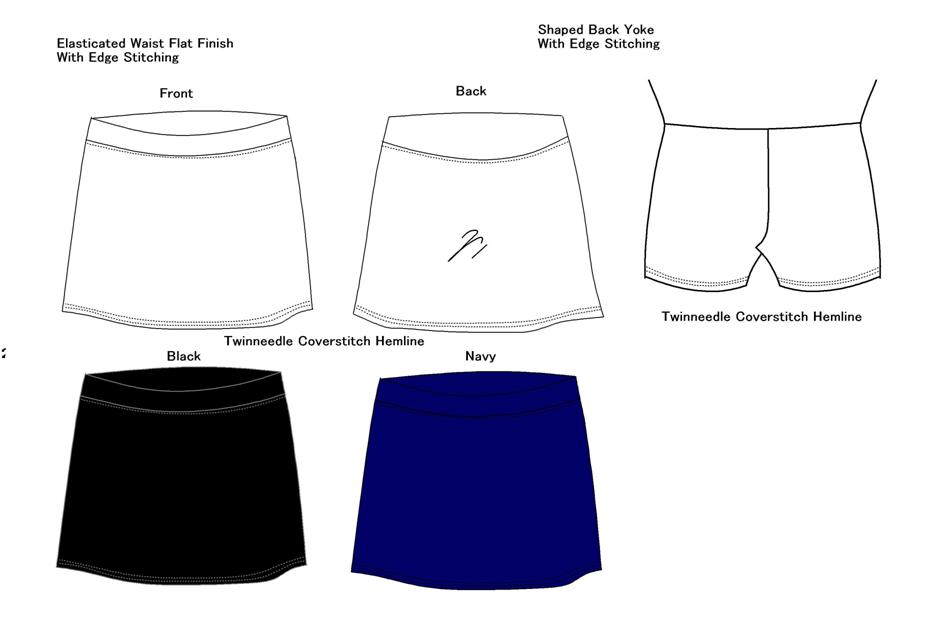 Elasticated Waist Flat Finish
With Edge Stitching
Shaped Back Yoke
With Edge Stitching
Front
Back
Twinneedle Coverstitch Hemline
Twinneedle Coverstitch Hemline
Black
Navy